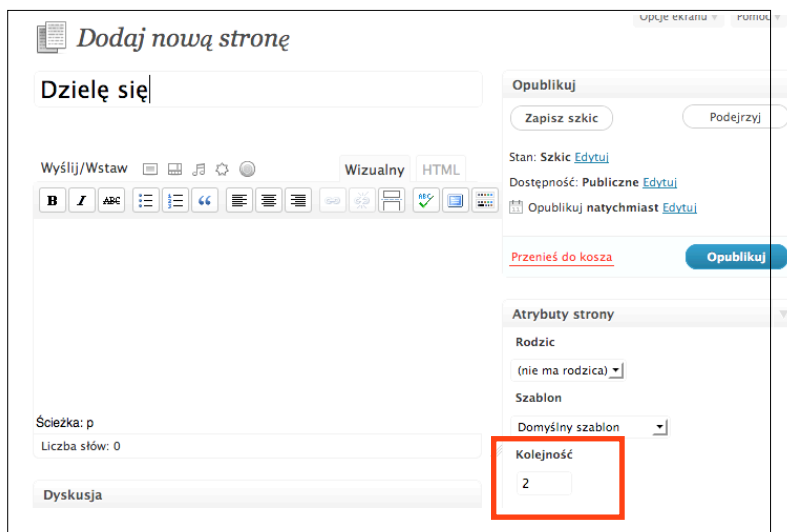 Opcje ekranu Pomoc
Dodaj nową stronę
Dzielę się
Wyślij/Wstaw
Wizualny HTML
B I ABC ABC
Ścieżka: p
Liczba słów: 0
Dyskusja
Opublikuj
Zapisz szkic Podejrzyj
Stan: Szkic Edytuj
Dostępność: Publiczne Edytuj
Opublikuj natychmiast Edytuj
Przenieś do kosza Opublikuj
Atrybuty strony
Rodzic
(nie ma rodzica)
Szablon
Domyślny szablon
Kolejność
2